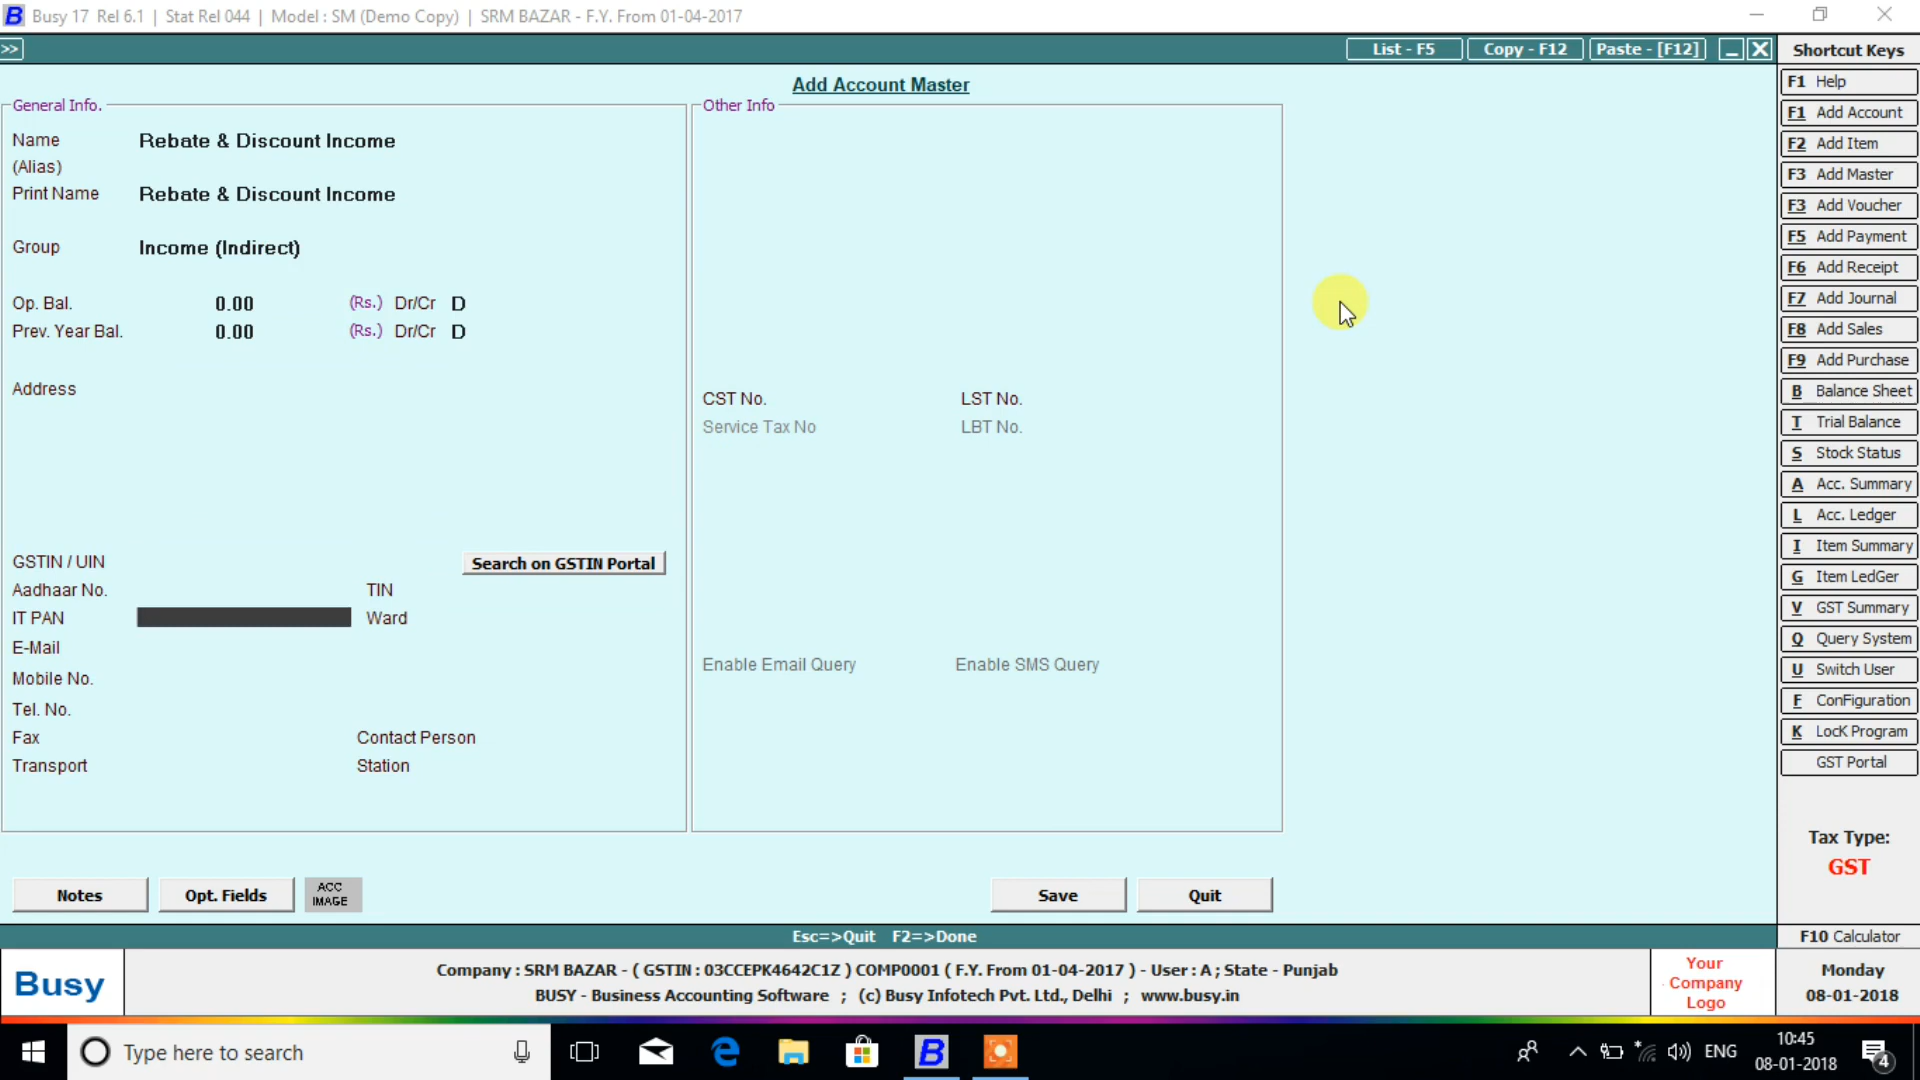 B Busy 17 Rel 6.1 | Stat Rel 044 | Model : SM (Demo Copy) | SRM BAZAR - F.Y. From 01-04-2017
>> List - F5 Copy - F12 Paste - [F12] Shortcut Keys
Add Account Master
General Info.
Name Rebate & Discount Income
(Alias)
Print Name Rebate & Discount Income
Group Income (Indirect)
Op. Bal. 0.00 (Rs.) Dr/Cr D
Prev. Year Bal. 0.00 (Rs.) Dr/Cr D
Address
GSTIN / UIN Search on GSTIN Portal
Aadhaar No. TIN
IT PAN Ward
E-Mail
Mobile No.
Tel. No.
Fax Contact Person
Transport Station
Other Info
CST No. LST No.
Service Tax No LBT No.
Enable Email Query Enable SMS Query
Notes Opt. Fields ACC IMAGE Save Quit
Esc=>Quit F2=>Done
F1 Help
F1 Add Account
F2 Add Item
F3 Add Master
F3 Add Voucher
F5 Add Payment
F6 Add Receipt
F7 Add Journal
F8 Add Sales
F9 Add Purchase
B Balance Sheet
T Trial Balance
S Stock Status
A Acc. Summary
L Acc. Ledger
I Item Summary
G Item LedGer
V GST Summary
Q Query System
U Switch User
F ConFiguration
K LocK Program
GST Portal
Tax Type:
GST
F10 Calculator
Busy
Company : SRM BAZAR - ( GSTIN : 03CCEPK4642C1Z ) COMP0001 ( F.Y. From 01-04-2017 ) - User : A ; State - Punjab
BUSY - Business Accounting Software ; (c) Busy Infotech Pvt. Ltd., Delhi ; www.busy.in
Your
Company
Logo
Monday
08-01-2018
Type here to search
B
ENG
10:45
08-01-2018
4